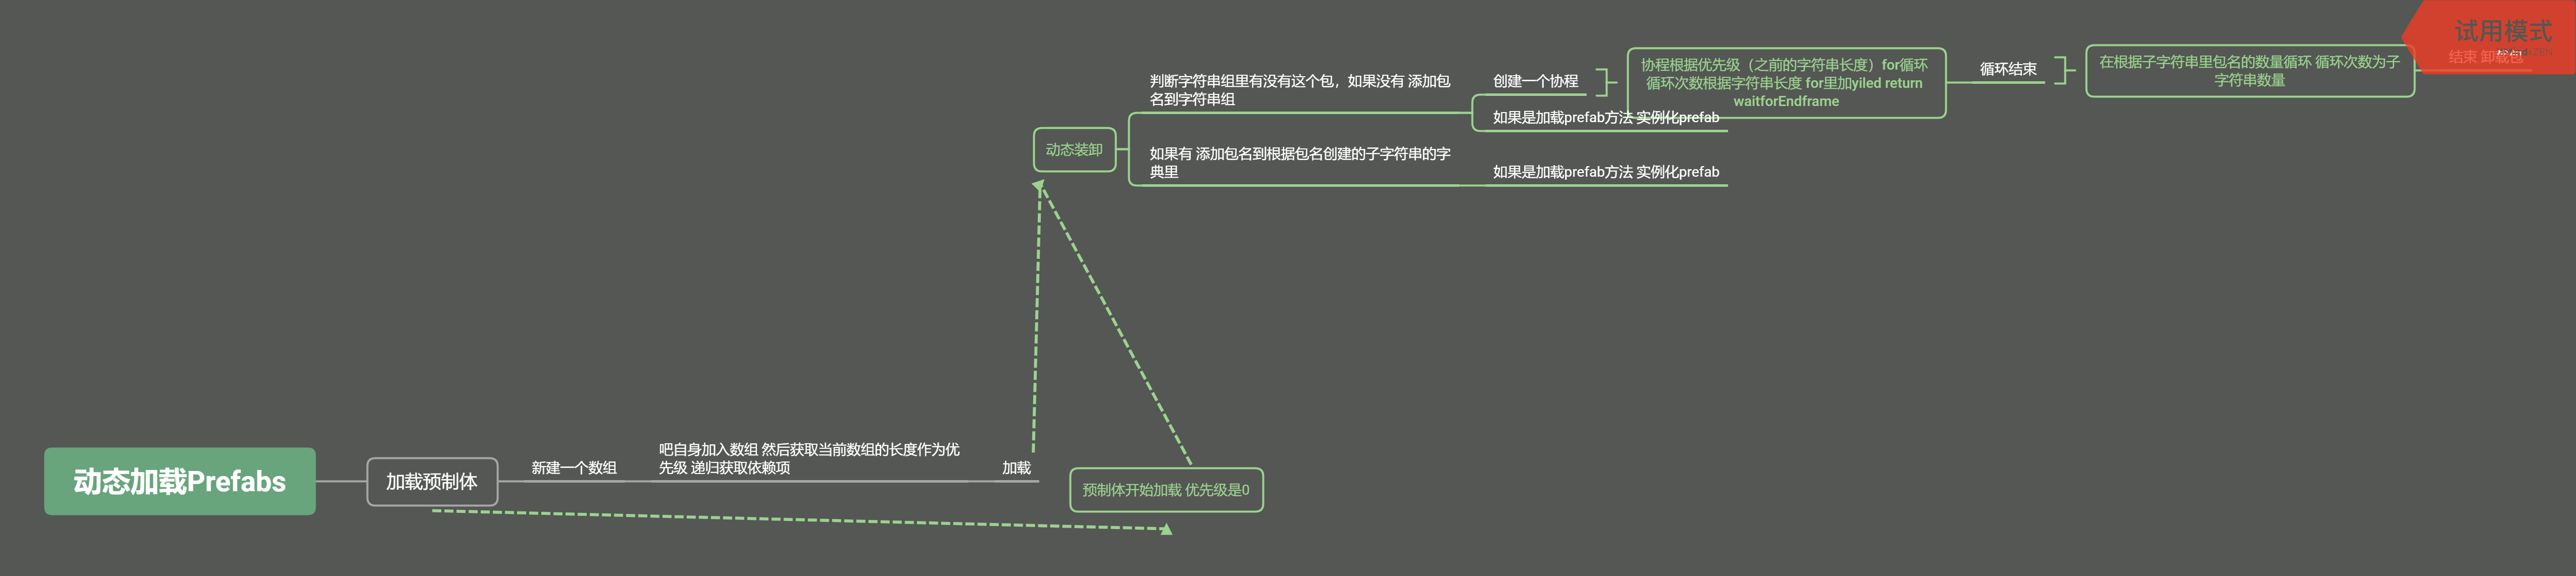 试用模式
结束 卸载包
协程根据优先级（之前的字符串长度）for循环
循环次数根据字符串长度 for里加yiled return
waitforEndframe
循环结束
在根据子字符串里包名的数量循环 循环次数为子
字符串数量
判断字符串组里有没有这个包，如果没有 添加包
名到字符串组
创建一个协程
如果是加载prefab方法 实例化prefab
动态装卸
如果有 添加包名到根据包名创建的子字符串的字
典里
如果是加载prefab方法 实例化prefab
动态加载Prefabs
加载预制体
新建一个数组
吧自身加入数组 然后获取当前数组的长度作为优
先级 递归获取依赖项
加载
预制体开始加载 优先级是0